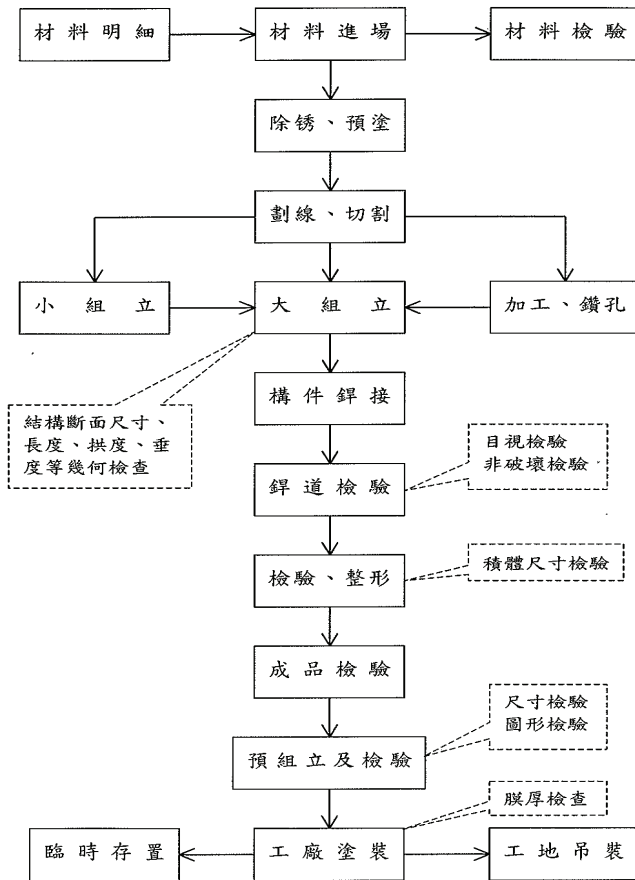 材料明細
材料進場
材料檢驗
除锈、預塗
劃線、切割
小組立
大組立
加工、鑽孔
結構斷面尺寸、
長度、拱度、垂
度等幾何檢查
構件銲接
目視檢驗
非破壞檢驗
銲道檢驗
檢驗、整形
積體尺寸檢驗
成品檢驗
尺寸檢驗
圖形檢驗
預組立及檢驗
膜厚檢查
臨時存置
工廠塗裝
工地吊裝